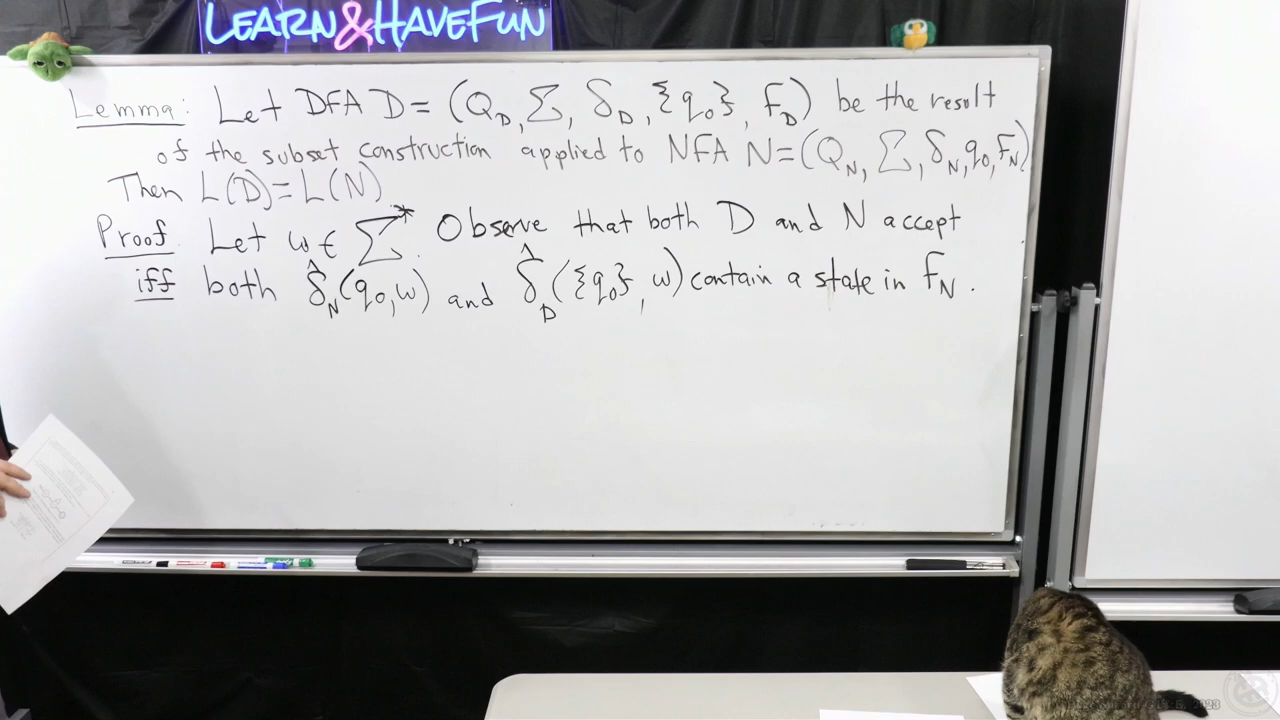 LEARN&HAVEFUN
Lemma: Let DFA D = (Q_D, Σ, δ_D, {q_0}, F_D) be the result
of the subset construction applied to NFA N = (Q_N, Σ, δ_N, q_0, F_N)
Then L(D) = L(N)
Proof. Let w ∈ Σ*. Observe that both D and N accept
iff both δ̂_N(q_0, w) and δ̂_D({q_0}, w) contain a state in F_N.